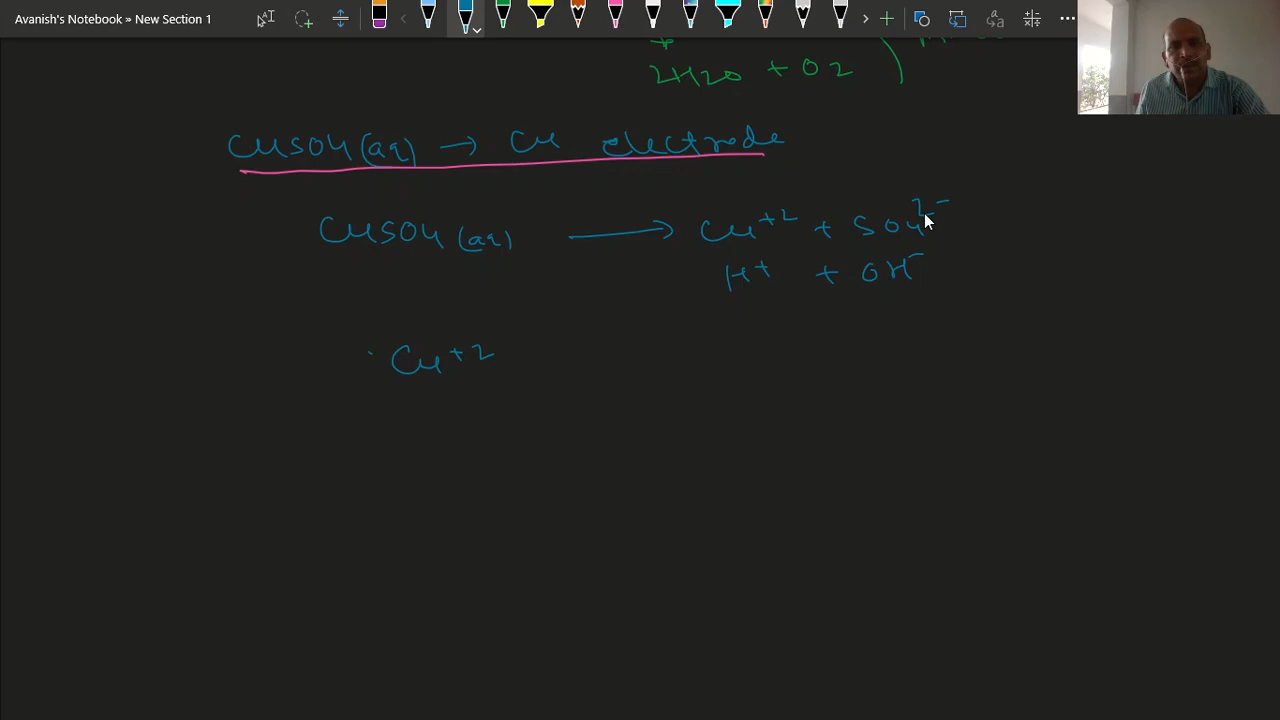 Avanish's Notebook » New Section 1
2H2O + O2
CuSO4(aq) → Cu electrode
CuSO4(aq) ⟶ Cu+2 + SO4 2-
H+ + OH-
Cu+2